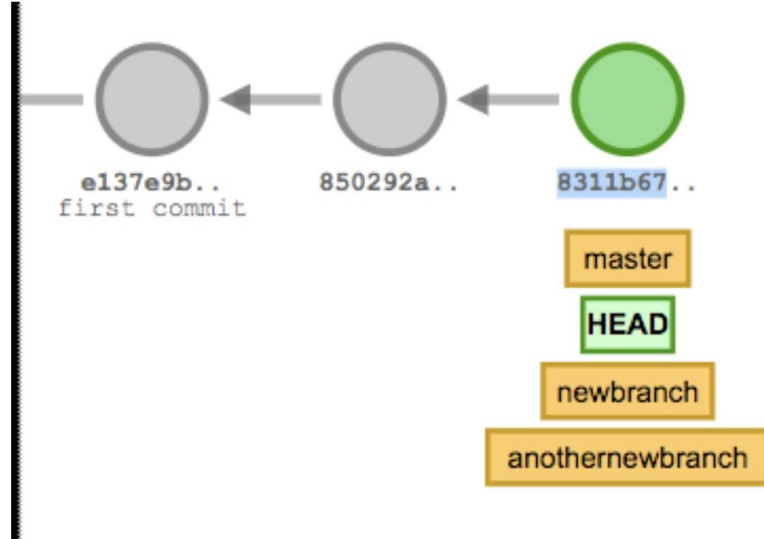 e137e9b..
first commit
850292a..
8311b67..
master
HEAD
newbranch
anothernewbranch